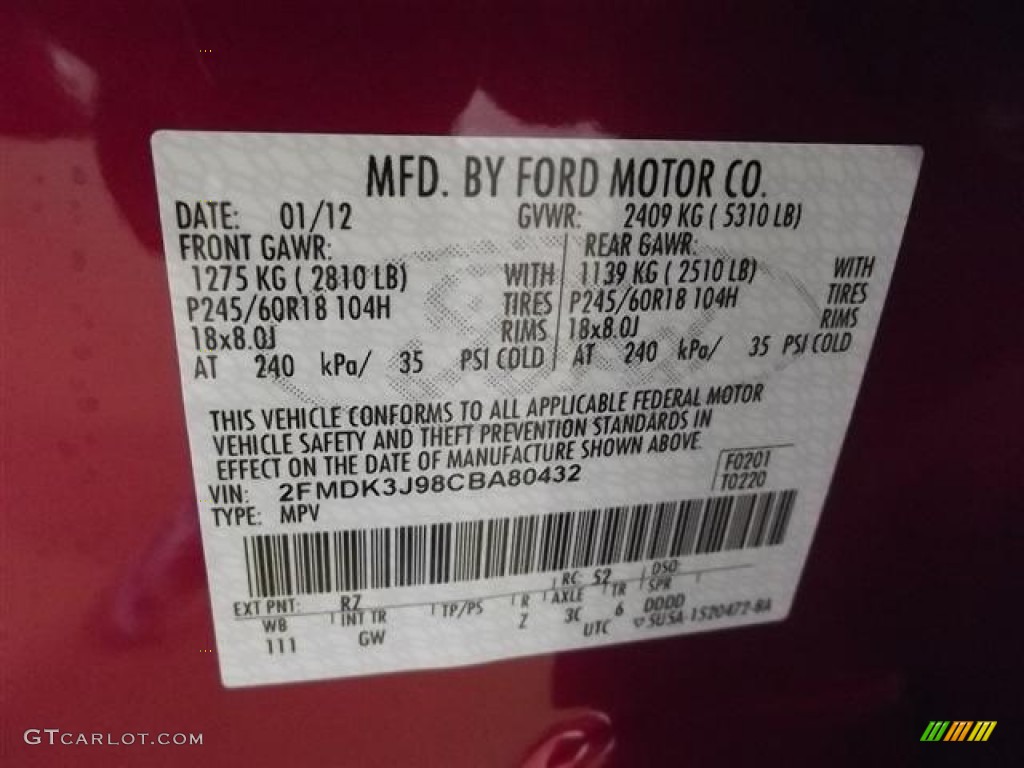 MFD. BY FORD MOTOR CO.
DATE: 01/12 GVWR: 2409 KG ( 5310 LB)
FRONT GAWR: REAR GAWR:
1275 KG ( 2810 LB) WITH 1139 KG ( 2510 LB) WITH
P245/60R18 104H TIRES P245/60R18 104H TIRES
18x8.0J RIMS 18x8.0J RIMS
AT 240 kPa/ 35 PSI COLD AT 240 kPa/ 35 PSI COLD
THIS VEHICLE CONFORMS TO ALL APPLICABLE FEDERAL MOTOR
VEHICLE SAFETY AND THEFT PREVENTION STANDARDS IN
EFFECT ON THE DATE OF MANUFACTURE SHOWN ABOVE.
VIN: 2FMDK3J98CBA80432 F0201
TYPE: MPV T0220
EXT PNT: RZ RC: 52 DSO:
WB INT TR TP/PS R AXLE TR SPR
111 GW Z 3C 6 DDDD
UTC ▽5USA-1520472-BA
GTCARLOT.COM